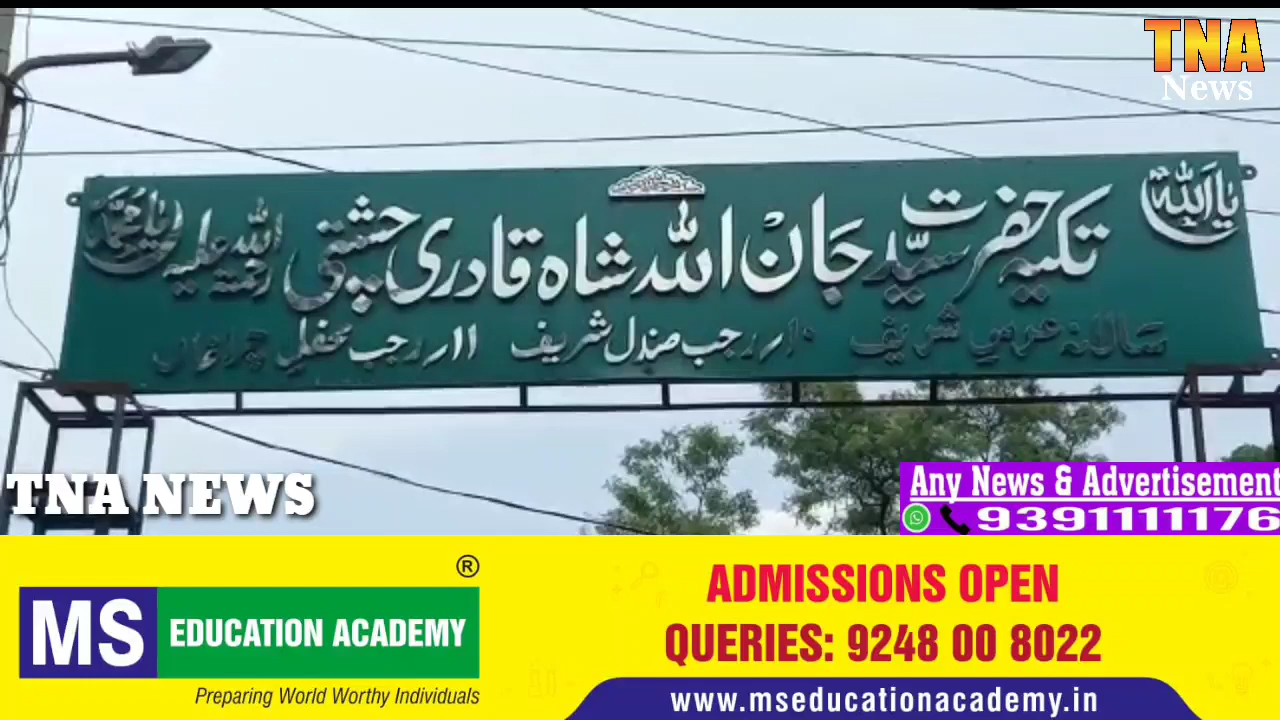 TNA
News
یا اللہ
یا محمد
تکیہ حضرت سید جان اللہ شاہ قادری چشتی رحمۃ اللہ علیہ
سالانہ عرس شریف ۱۰؍ رجب صندل شریف ۱۱؍ رجب محفل چراغاں
TNA NEWS
Any News & Advertisement
9391111176
MS EDUCATION ACADEMY ®
Preparing World Worthy Individuals
ADMISSIONS OPEN
QUERIES: 9248 00 8022
www.mseducationacademy.in